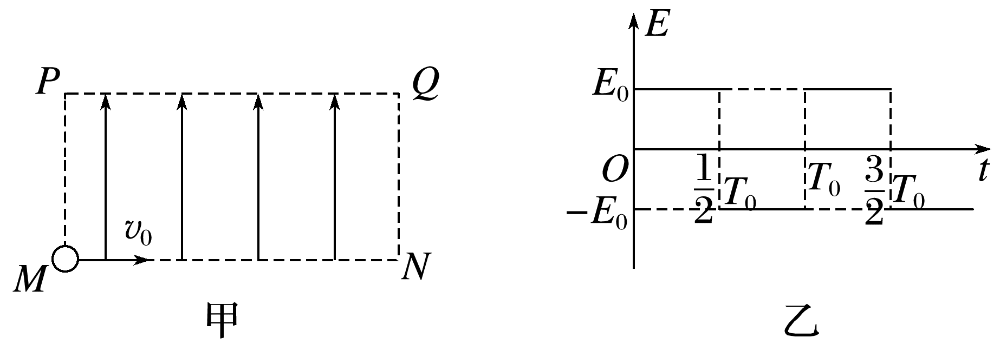 P
Q
v₀
M
N
甲
E
E₀
O
1/2 T₀
T₀
3/2 T₀
t
−E₀
乙